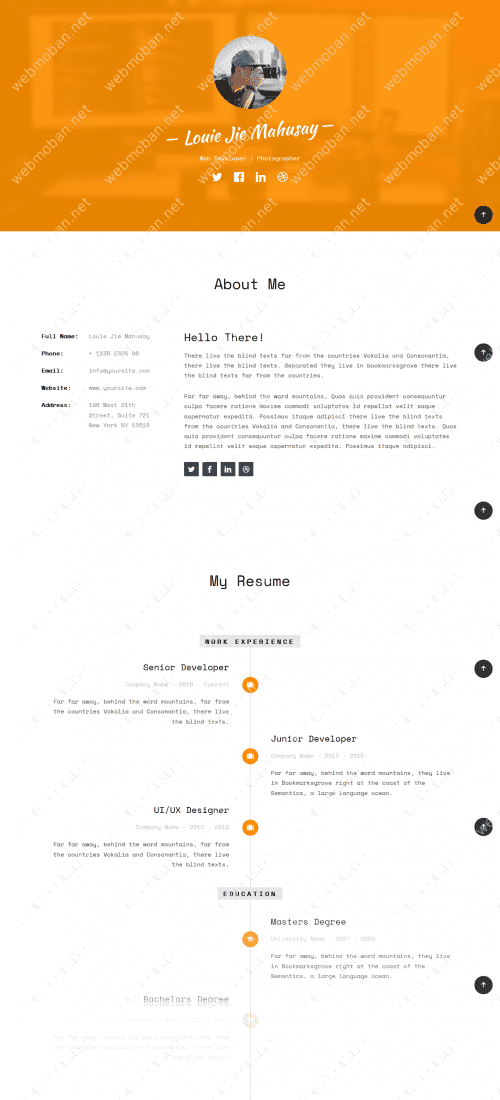 webmoban.net
— Louie Jie Mahusay —
Web Developer / Photographer
About Me
Full Name: Louie Jie Mahusay
Phone: + 1235 2355 98
Email: info@yoursite.com
Website: www.yoursite.com
Address: 198 West 21th
Street, Suite 721
New York NY 10016
Hello There!
There live the blind texts far from the countries Vokalia and Consonantia,
there live the blind texts. Separated they live in bookmarksgrove there live
the blind texts far from the countries.
Far far away, behind the word mountains, Quos quia provident consequuntur
culpa facere ratione maxime commodi voluptates id repellat velit eaque
aspernatur expedita. Possimus itaque adipisci there live the blind texts
from the countries Vokalia and Consonantia, there live the blind texts. Quos
quia provident consequuntur culpa facere ratione maxime commodi voluptates
id repellat velit eaque aspernatur expedita. Possimus itaque adipisci.
My Resume
WORK EXPERIENCE
Senior Developer
Company Name - 2016 - Current
Far far away, behind the word mountains, far from
the countries Vokalia and Consonantia, there live
the blind texts.
Junior Developer
Company Name -
Far far away, behind the word mountains, they live
in Bookmarksgrove right at the coast of the
Semantics, a large language ocean.
UI/UX Designer
Company Name -
Far far away, behind the word mountains, far from
the countries Vokalia and Consonantia, there live
the blind texts.
EDUCATION
Masters Degree
University Name -
Far far away, behind the word mountains, they live
in Bookmarksgrove right at the coast of the
Semantics, a large language ocean.
Bachelors Degree
Far far away, behind the word mountains, far from
the countries Vokalia and Consonantia, there live
the blind texts.